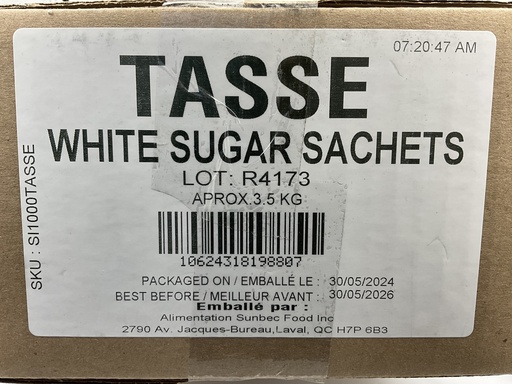 07:20:47 AM
TASSE
WHITE SUGAR SACHETS
LOT: R4173
APROX.3.5 KG
10624318198807
PACKAGED ON / EMBALLÉ LE : 30/05/2024
BEST BEFORE / MEILLEUR AVANT : 30/05/2026
Emballé par :
Alimentation Sunbec Food Inc
2790 Av. Jacques-Bureau,Laval, QC H7P 6B3
SKU : SI1000TASSE